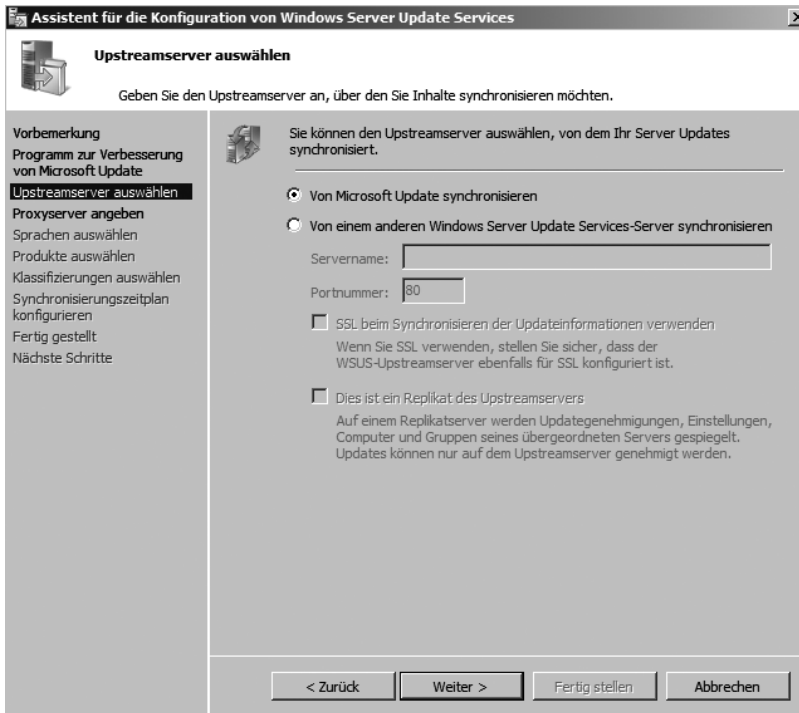 Assistent für die Konfiguration von Windows Server Update Services
Upstreamserver auswählen
Geben Sie den Upstreamserver an, über den Sie Inhalte synchronisieren möchten.
Vorbemerkung
Programm zur Verbesserung
von Microsoft Update
Upstreamserver auswählen
Proxyserver angeben
Sprachen auswählen
Produkte auswählen
Klassifizierungen auswählen
Synchronisierungszeitplan
konfigurieren
Fertig gestellt
Nächste Schritte
Sie können den Upstreamserver auswählen, von dem Ihr Server Updates
synchronisiert.
Von Microsoft Update synchronisieren
Von einem anderen Windows Server Update Services-Server synchronisieren
Servername:
Portnummer: 80
SSL beim Synchronisieren der Updateinformationen verwenden
Wenn Sie SSL verwenden, stellen Sie sicher, dass der
WSUS-Upstreamserver ebenfalls für SSL konfiguriert ist.
Dies ist ein Replikat des Upstreamservers
Auf einem Replikatserver werden Updategenehmigungen, Einstellungen,
Computer und Gruppen seines übergeordneten Servers gespiegelt.
Updates können nur auf dem Upstreamserver genehmigt werden.
< Zurück Weiter > Fertig stellen Abbrechen